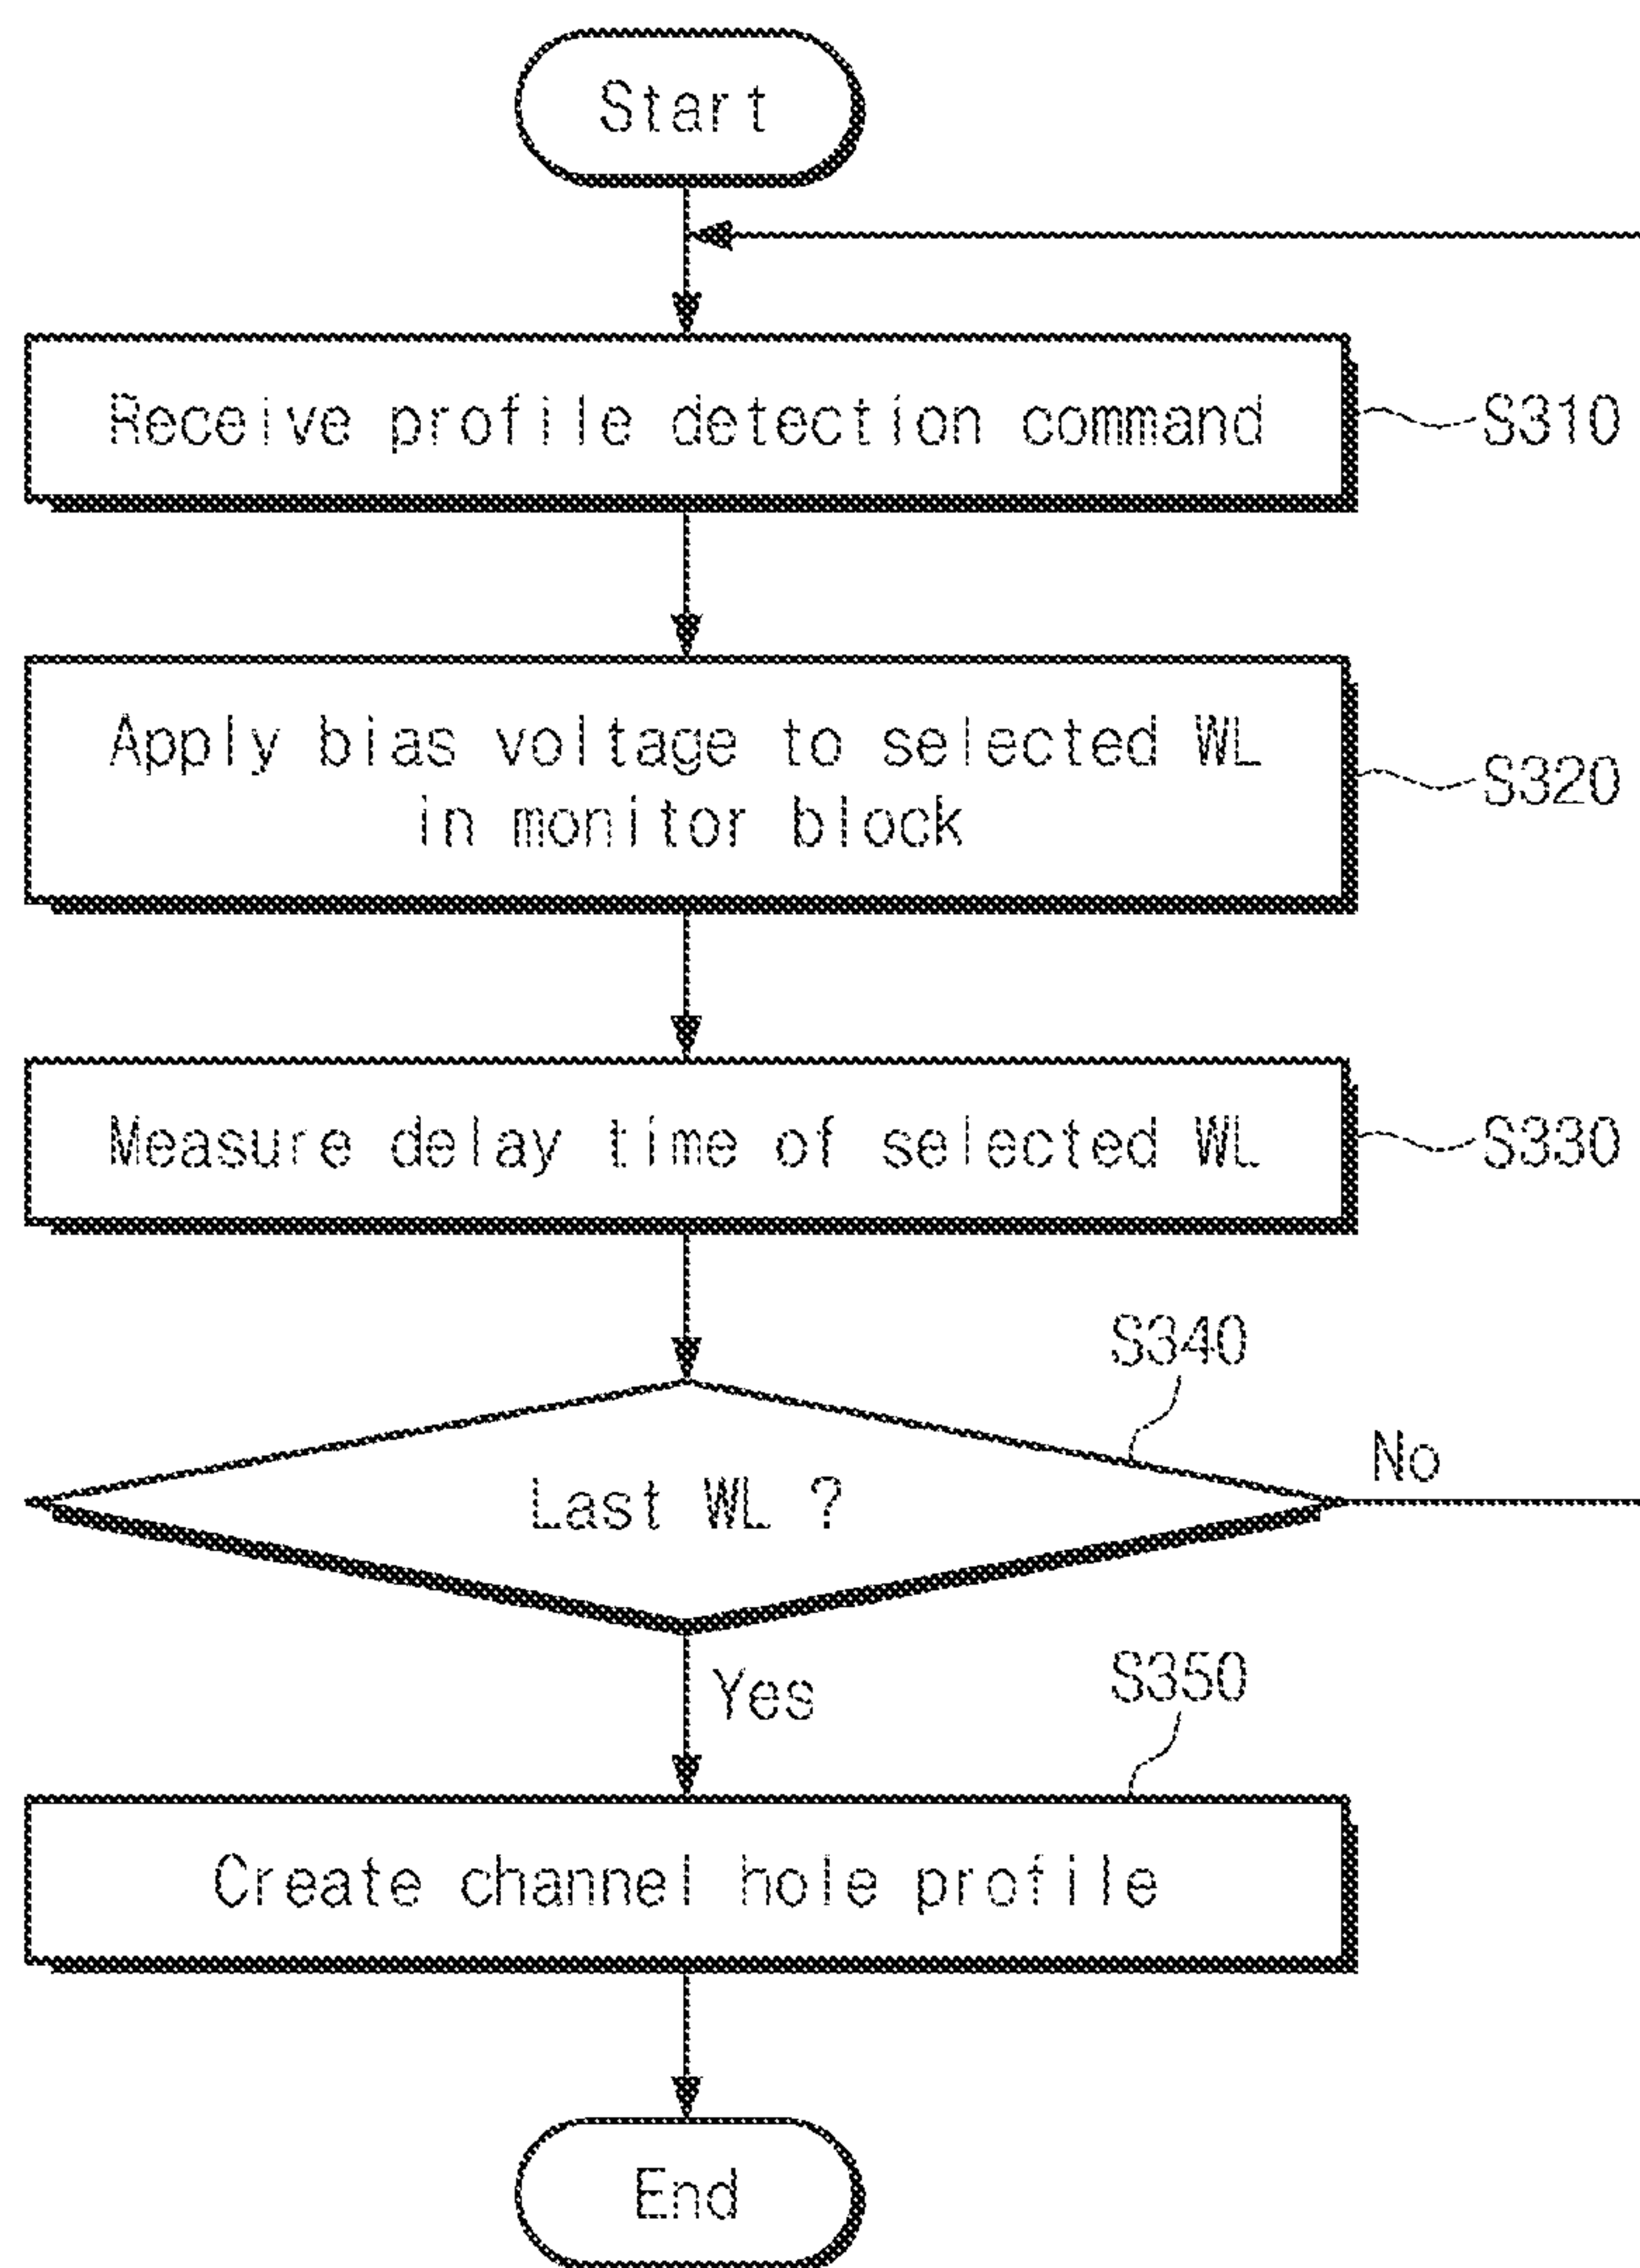 Start
Receive profile detection command
S310
Apply bias voltage to selected WL
in monitor block
S320
Measure delay time of selected WL
S330
S340
Last WL ?
No
Yes
S350
Create channel hole profile
End